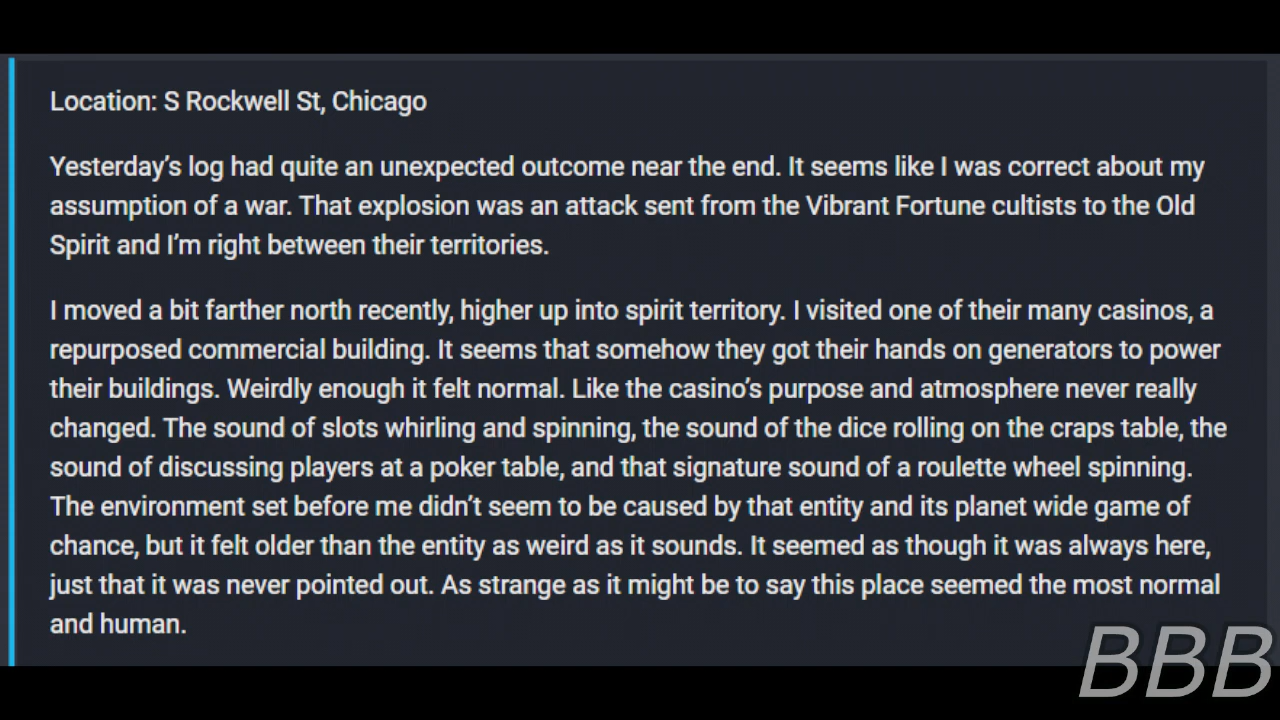 Location: S Rockwell St, Chicago
Yesterday’s log had quite an unexpected outcome near the end. It seems like I was correct about my
assumption of a war. That explosion was an attack sent from the Vibrant Fortune cultists to the Old
Spirit and I’m right between their territories.
I moved a bit farther north recently, higher up into spirit territory. I visited one of their many casinos, a
repurposed commercial building. It seems that somehow they got their hands on generators to power
their buildings. Weirdly enough it felt normal. Like the casino’s purpose and atmosphere never really
changed. The sound of slots whirling and spinning, the sound of the dice rolling on the craps table, the
sound of discussing players at a poker table, and that signature sound of a roulette wheel spinning.
The environment set before me didn’t seem to be caused by that entity and its planet wide game of
chance, but it felt older than the entity as weird as it sounds. It seemed as though it was always here,
just that it was never pointed out. As strange as it might be to say this place seemed the most normal
and human.
BBB